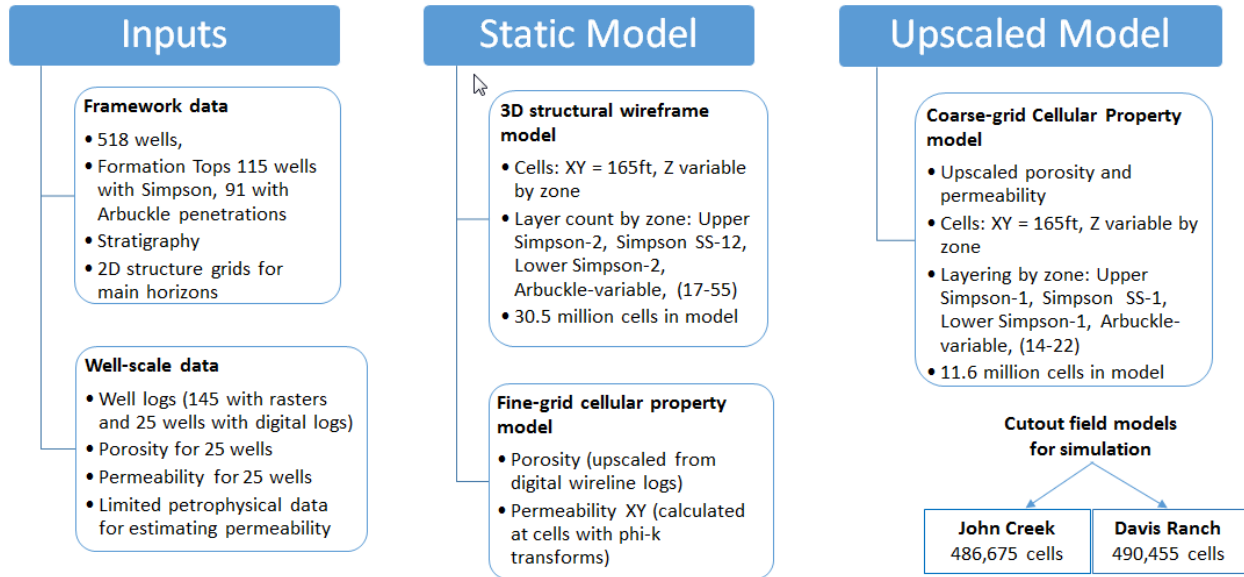 Inputs
Framework data
• 518 wells,
• Formation Tops 115 wells
with Simpson, 91 with
Arbuckle penetrations
• Stratigraphy
• 2D structure grids for
main horizons
Well-scale data
• Well logs (145 with rasters
and 25 wells with digital logs)
• Porosity for 25 wells
• Permeability for 25 wells
• Limited petrophysical data
for estimating permeability
Static Model
3D structural wireframe
model
• Cells: XY = 165ft, Z variable
by zone
• Layer count by zone: Upper
Simpson-2, Simpson SS-12,
Lower Simpson-2,
Arbuckle-variable, (17-55)
• 30.5 million cells in model
Fine-grid cellular property
model
• Porosity (upscaled from
digital wireline logs)
• Permeability XY (calculated
at cells with phi-k
transforms)
Upscaled Model
Coarse-grid Cellular Property
model
• Upscaled porosity and
permeability
• Cells: XY = 165ft, Z variable by
zone
• Layering by zone: Upper
Simpson-1, Simpson SS-1,
Lower Simpson-1, Arbuckle-
variable, (14-22)
• 11.6 million cells in model
Cutout field models
for simulation
John Creek
486,675 cells
Davis Ranch
490,455 cells